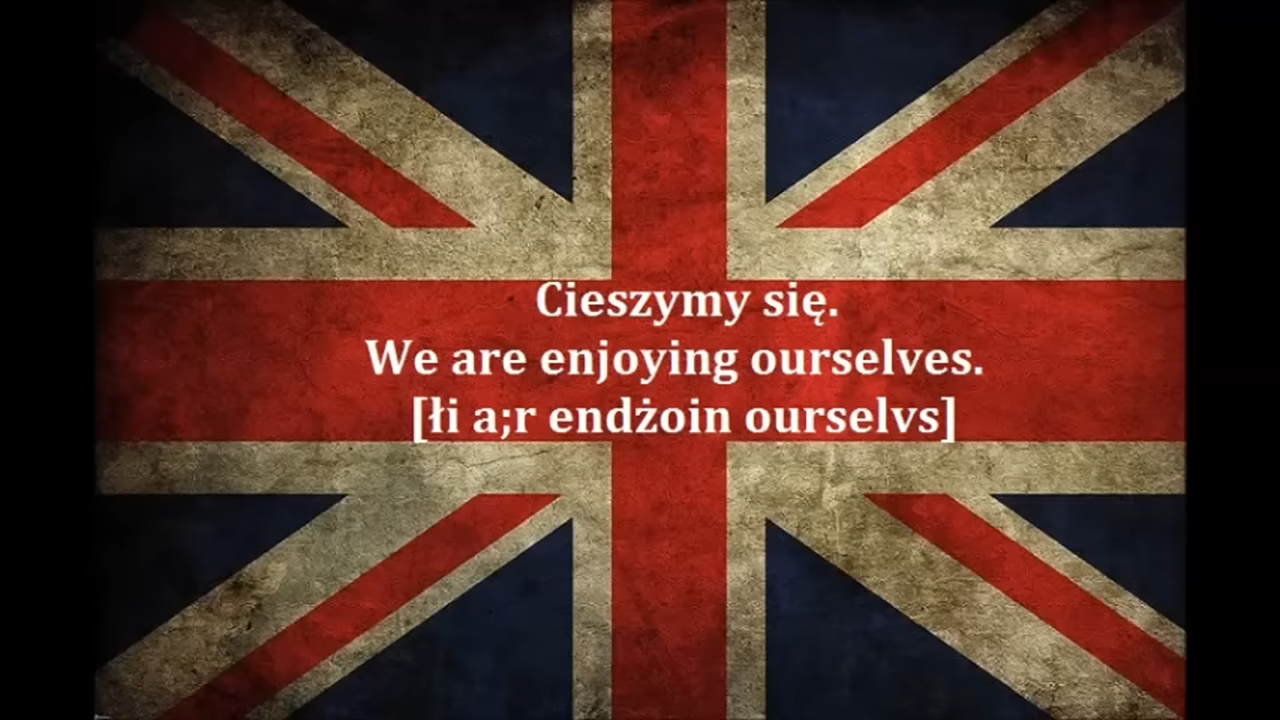 Cieszymy się.
We are enjoying ourselves.
[łi a;r endżoin ourselvs]